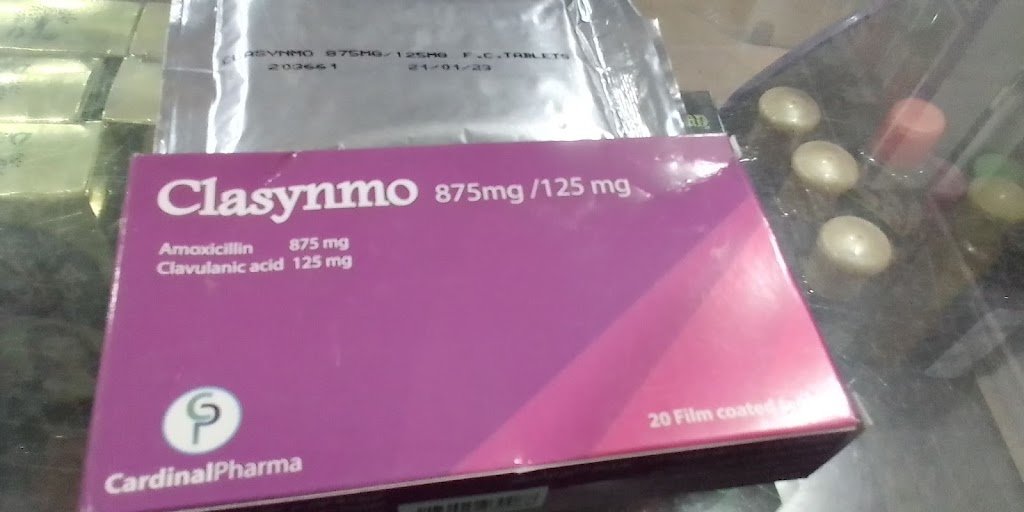 CLASYNMO 875MG/125MG F.C.TABLETS
203661 21/01/23
Clasynmo 875mg/125 mg
Amoxicillin 875 mg
Clavulanic acid 125 mg
20 Film coated
CP
CardinalPharma